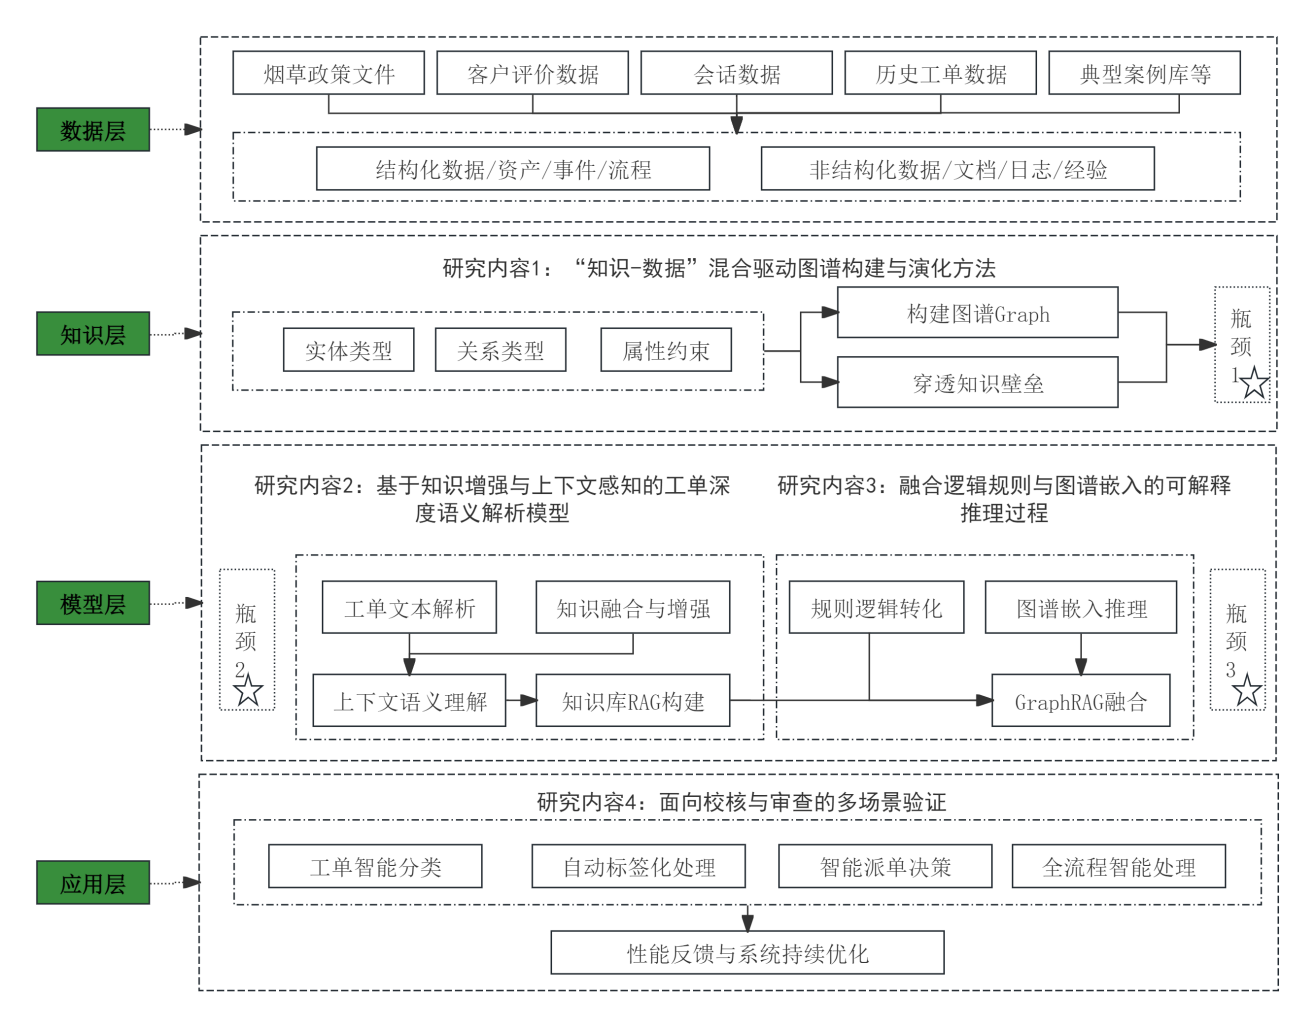 烟草政策文件
客户评价数据
会话数据
历史工单数据
典型案例库等
数据层
结构化数据/资产/事件/流程
非结构化数据/文档/日志/经验
研究内容1：“知识-数据”混合驱动图谱构建与演化方法
知识层
实体类型
关系类型
属性约束
构建图谱Graph
穿透知识壁垒
瓶
颈
1
研究内容2：基于知识增强与上下文感知的工单深
度语义解析模型
研究内容3：融合逻辑规则与图谱嵌入的可解释
推理过程
模型层
瓶
颈
2
工单文本解析
知识融合与增强
上下文语义理解
知识库RAG构建
规则逻辑转化
图谱嵌入推理
GraphRAG融合
瓶
颈
3
研究内容4：面向校核与审查的多场景验证
应用层
工单智能分类
自动标签化处理
智能派单决策
全流程智能处理
性能反馈与系统持续优化